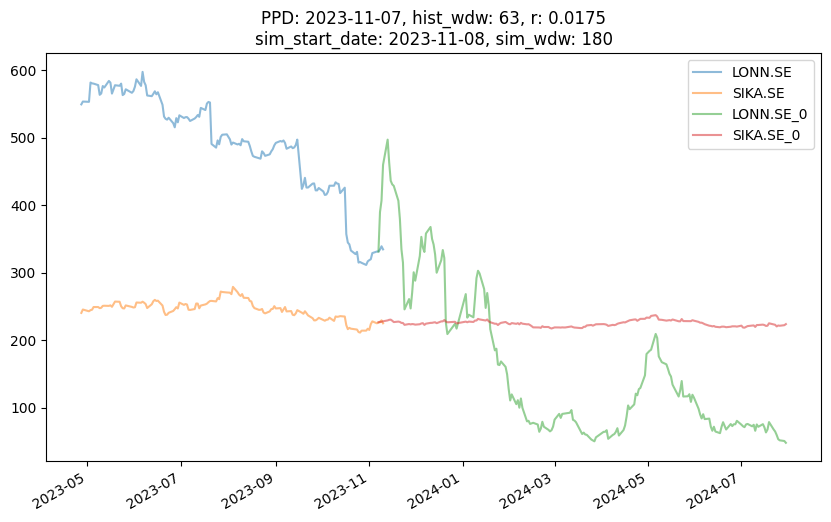 PPD: 2023-11-07, hist_wdw: 63, r: 0.0175
sim_start_date: 2023-11-08, sim_wdw: 180
LONN.SE
SIKA.SE
LONN.SE_0
SIKA.SE_0
600
500
400
300
200
100
2023-05
2023-07
2023-09
2023-11
2024-01
2024-03
2024-05
2024-07